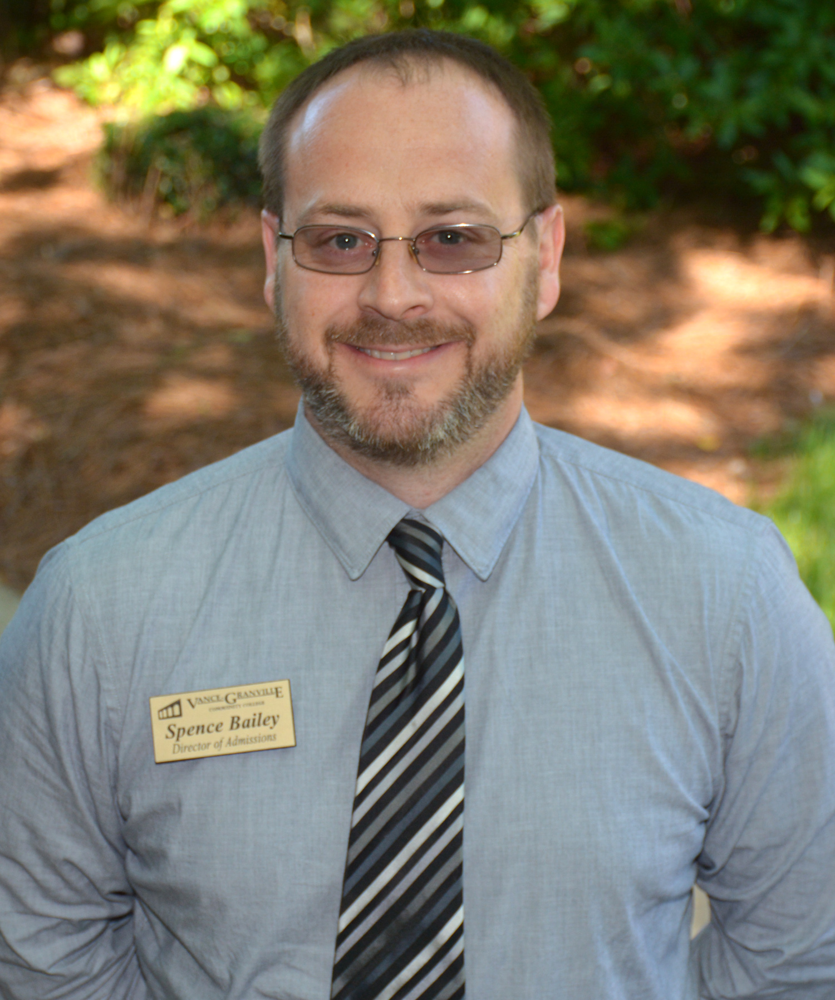 VANCE-GRANVILLE
COMMUNITY COLLEGE
Spence Bailey
Director of Admissions